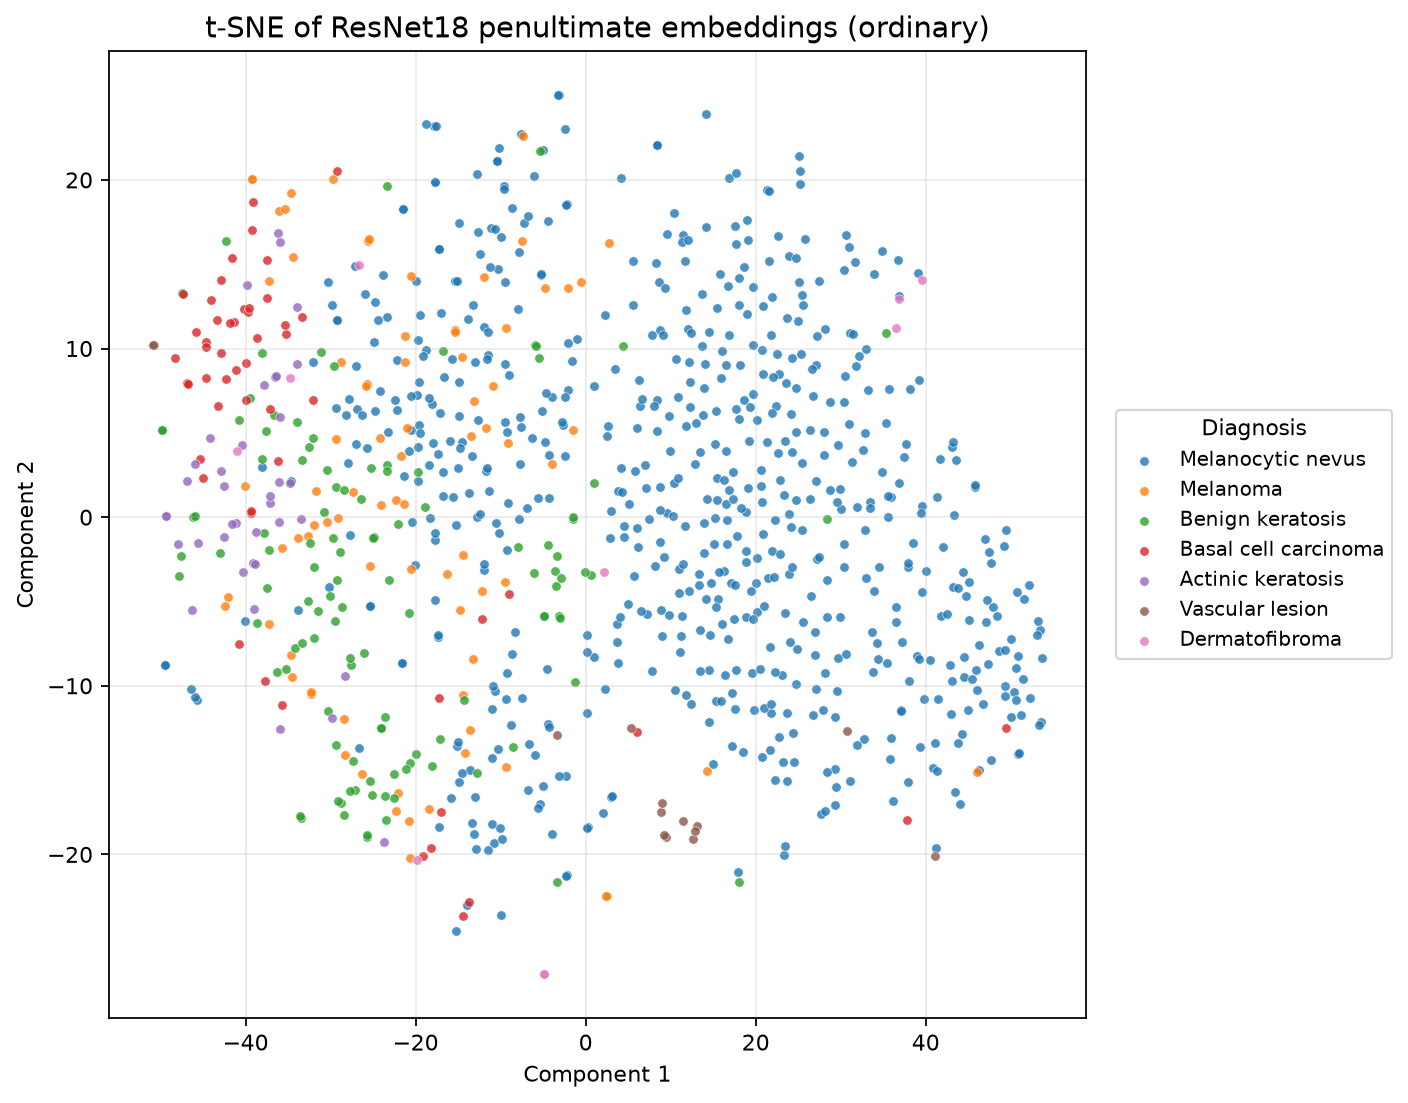 t-SNE of ResNet18 penultimate embeddings (ordinary)
20
10
0
−10
−20
Component 2
−40
−20
0
20
40
Component 1
Diagnosis
Melanocytic nevus
Melanoma
Benign keratosis
Basal cell carcinoma
Actinic keratosis
Vascular lesion
Dermatofibroma